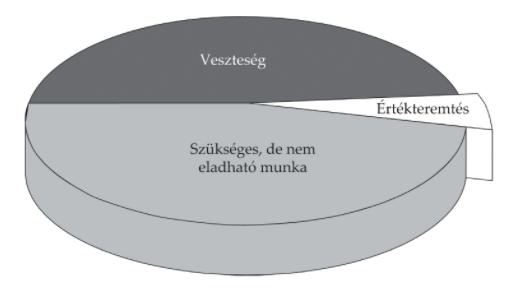 Veszteség
Értékteremtés
Szükséges, de nem
eladható munka